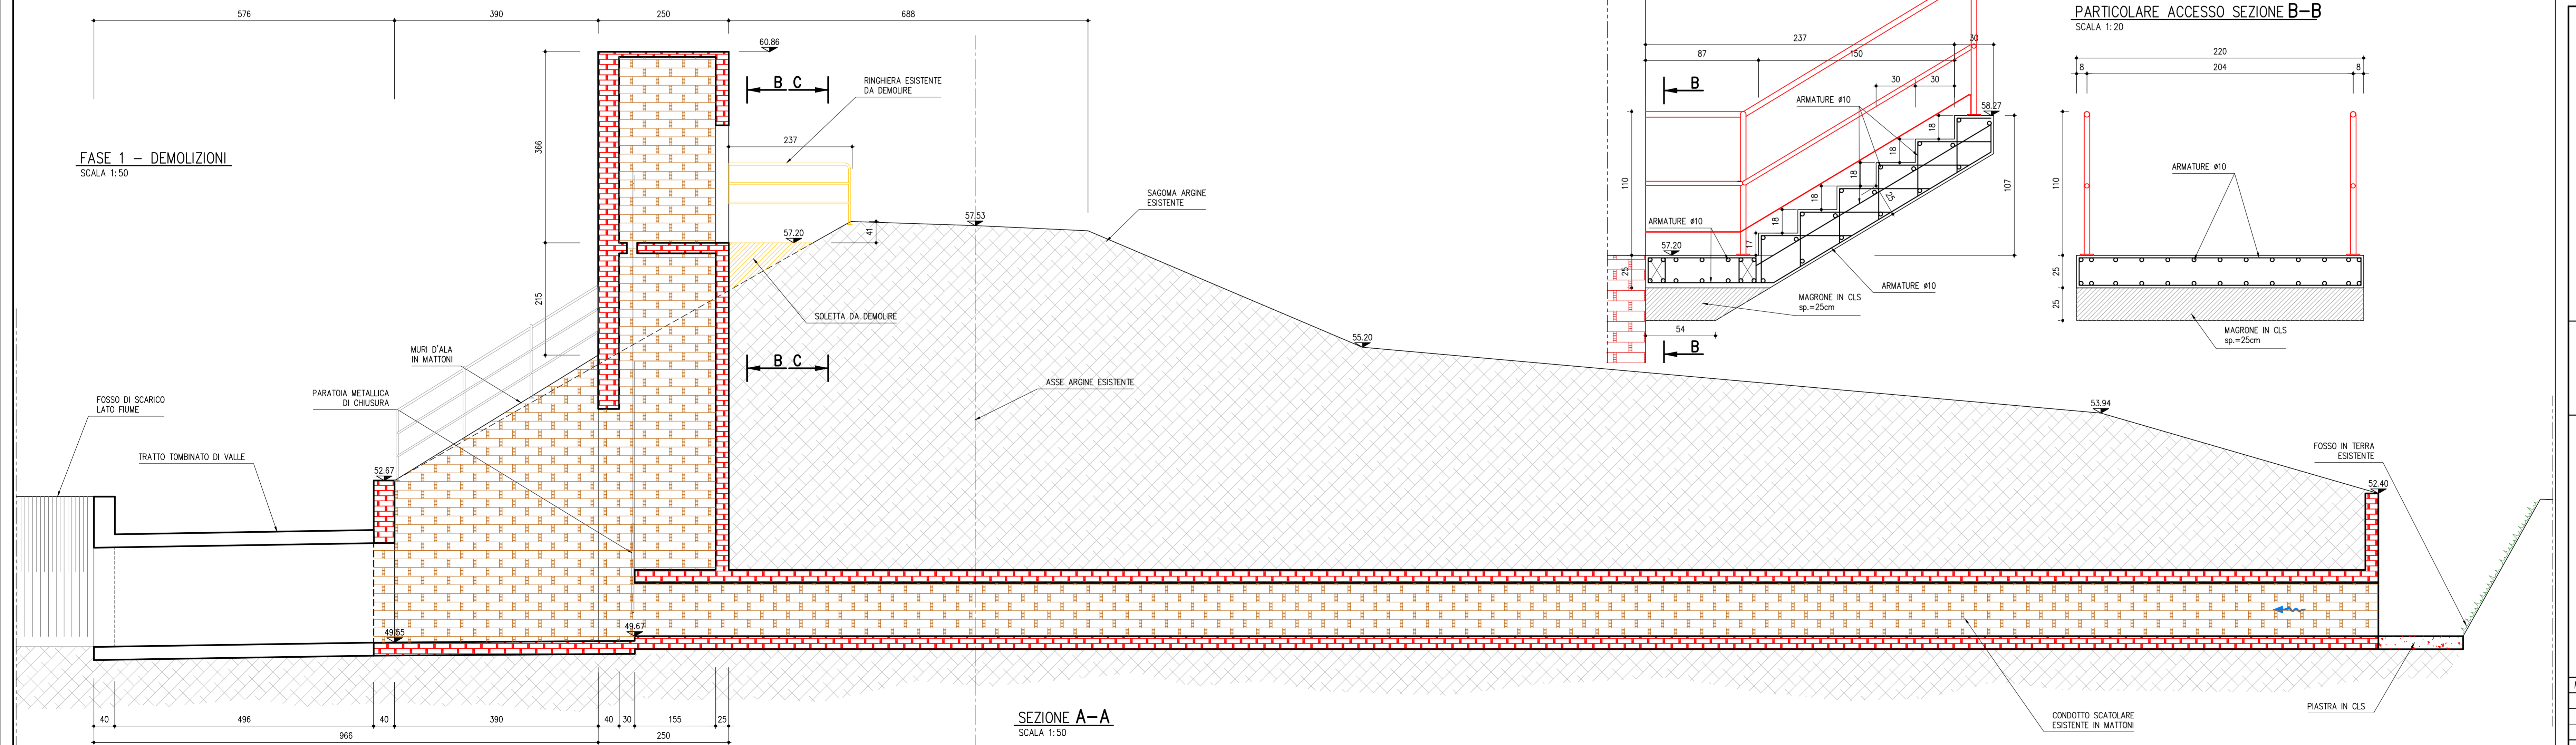 576
390
250
688
60.86
B C
RINGHIERA ESISTENTE
DA DEMOLIRE
366
237
FASE 1 - DEMOLIZIONI
SCALA 1:50
SAGOMA ARGINE
ESISTENTE
57.53
57.20
41
215
SOLETTA DA DEMOLIRE
MURI D'ALA
IN MATTONI
B C
55.20
ASSE ARGINE ESISTENTE
PARATOIA METALLICA
DI CHIUSURA
FOSSO DI SCARICO
LATO FIUME
53.94
TRATTO TOMBINATO DI VALLE
52.67
FOSSO IN TERRA
ESISTENTE
52.40
49.55
49.67
40
496
40
390
40
30
155
25
966
250
SEZIONE A-A
SCALA 1:50
CONDOTTO SCATOLARE
ESISTENTE IN MATTONI
PIASTRA IN CLS
237
30
87
150
B
30
30
ARMATURE ø10
58.27
18
18
18
18
18
17
25
110
107
ARMATURE ø10
57.20
25
ARMATURE ø10
MAGRONE IN CLS
sp.=25cm
54
B
PARTICOLARE ACCESSO SEZIONE B-B
SCALA 1:20
220
8
204
8
110
ARMATURE ø10
25
25
MAGRONE IN CLS
sp.=25cm